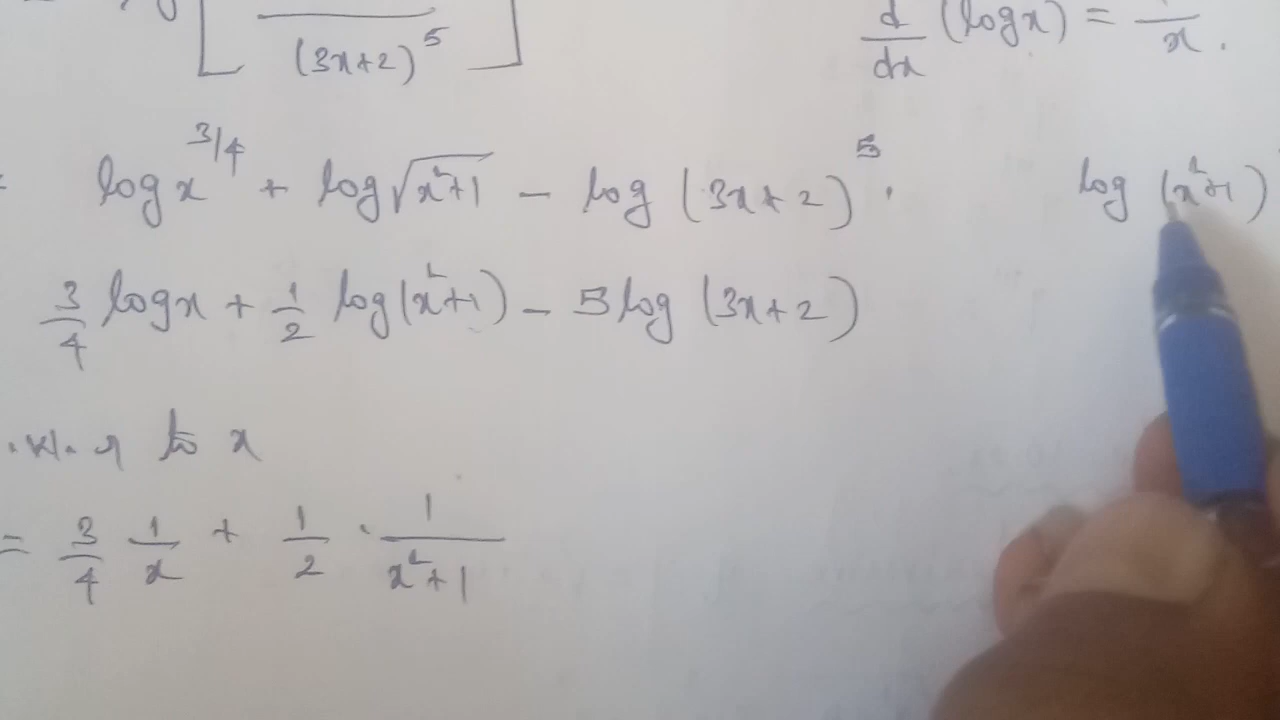 (3x+2)^5 ]
d/dx (log x) = 1/x .
log x^3/4 + log √x²+1 - log (3x+2)^5 .
log (x²+1)
3/4 log x + 1/2 log (x²+1) - 5 log (3x+2)
.w.r to x
= 3/4 1/x + 1/2 · 1/x²+1